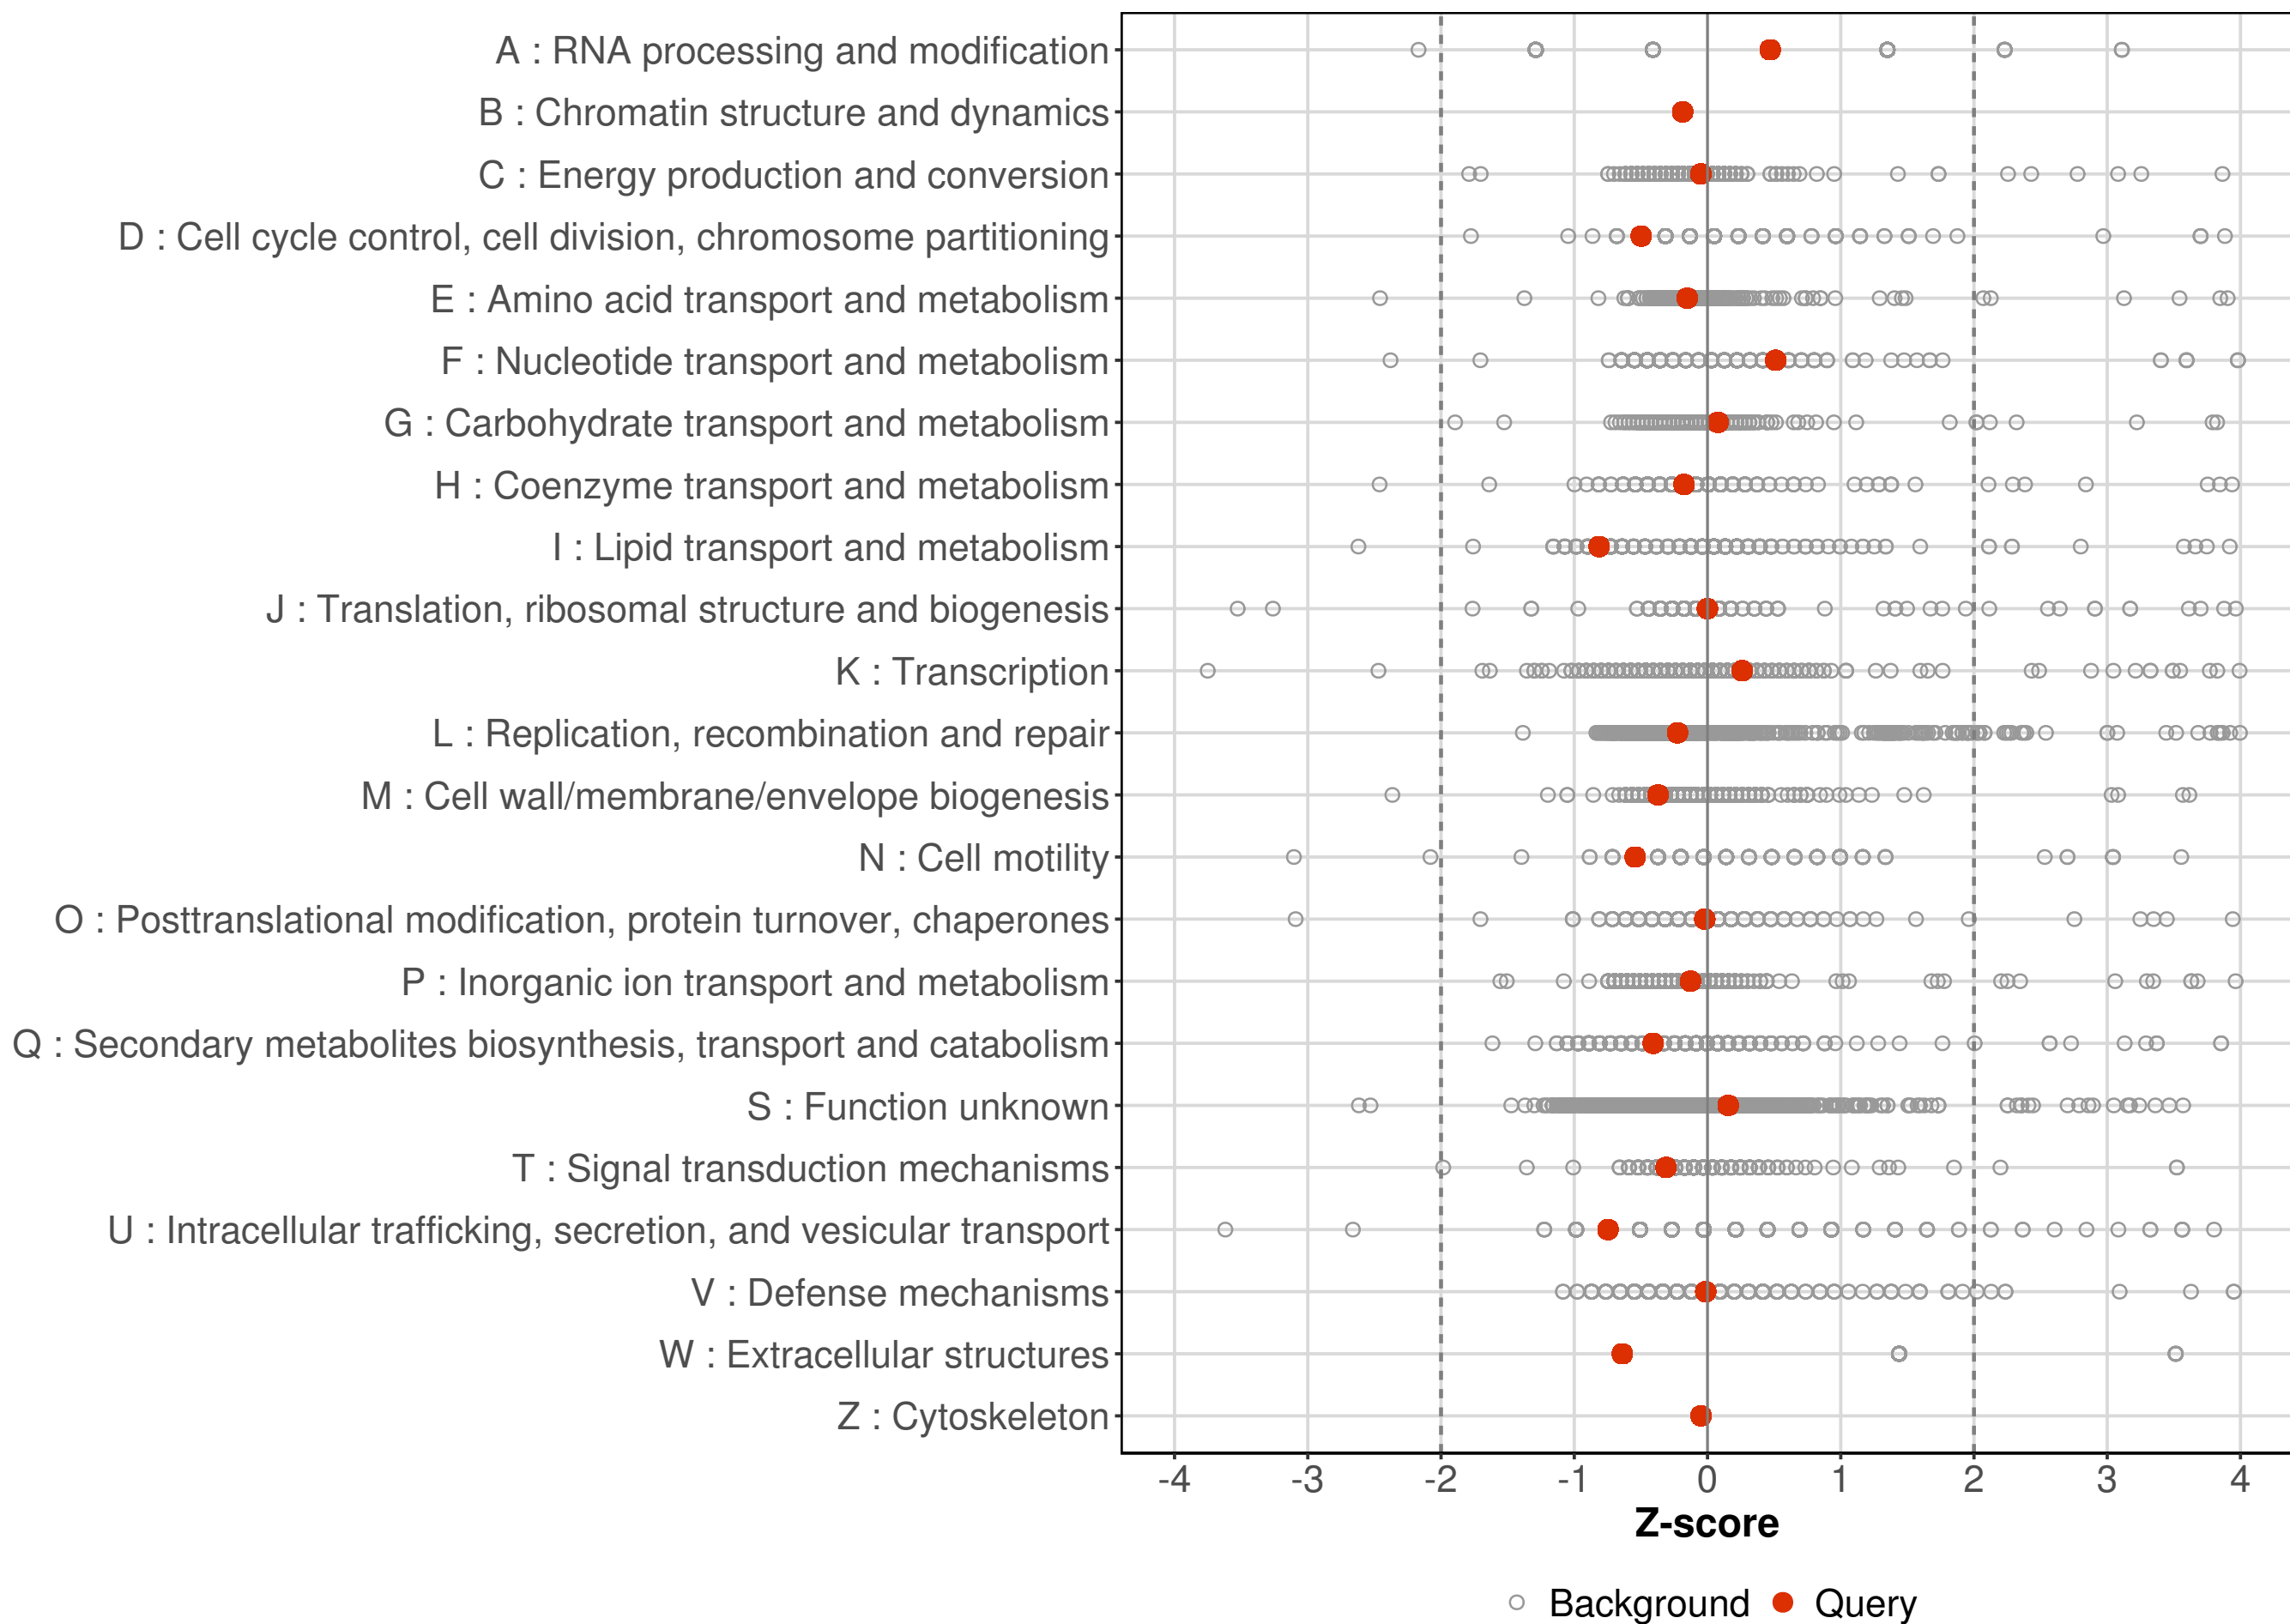 A : RNA processing and modification
B : Chromatin structure and dynamics
C : Energy production and conversion
D : Cell cycle control, cell division, chromosome partitioning
E : Amino acid transport and metabolism
F : Nucleotide transport and metabolism
G : Carbohydrate transport and metabolism
H : Coenzyme transport and metabolism
I : Lipid transport and metabolism
J : Translation, ribosomal structure and biogenesis
K : Transcription
L : Replication, recombination and repair
M : Cell wall/membrane/envelope biogenesis
N : Cell motility
O : Posttranslational modification, protein turnover, chaperones
P : Inorganic ion transport and metabolism
Q : Secondary metabolites biosynthesis, transport and catabolism
S : Function unknown
T : Signal transduction mechanisms
U : Intracellular trafficking, secretion, and vesicular transport
V : Defense mechanisms
W : Extracellular structures
Z : Cytoskeleton
-4 -3 -2 -1 0 1 2 3 4
Z-score
Background Query